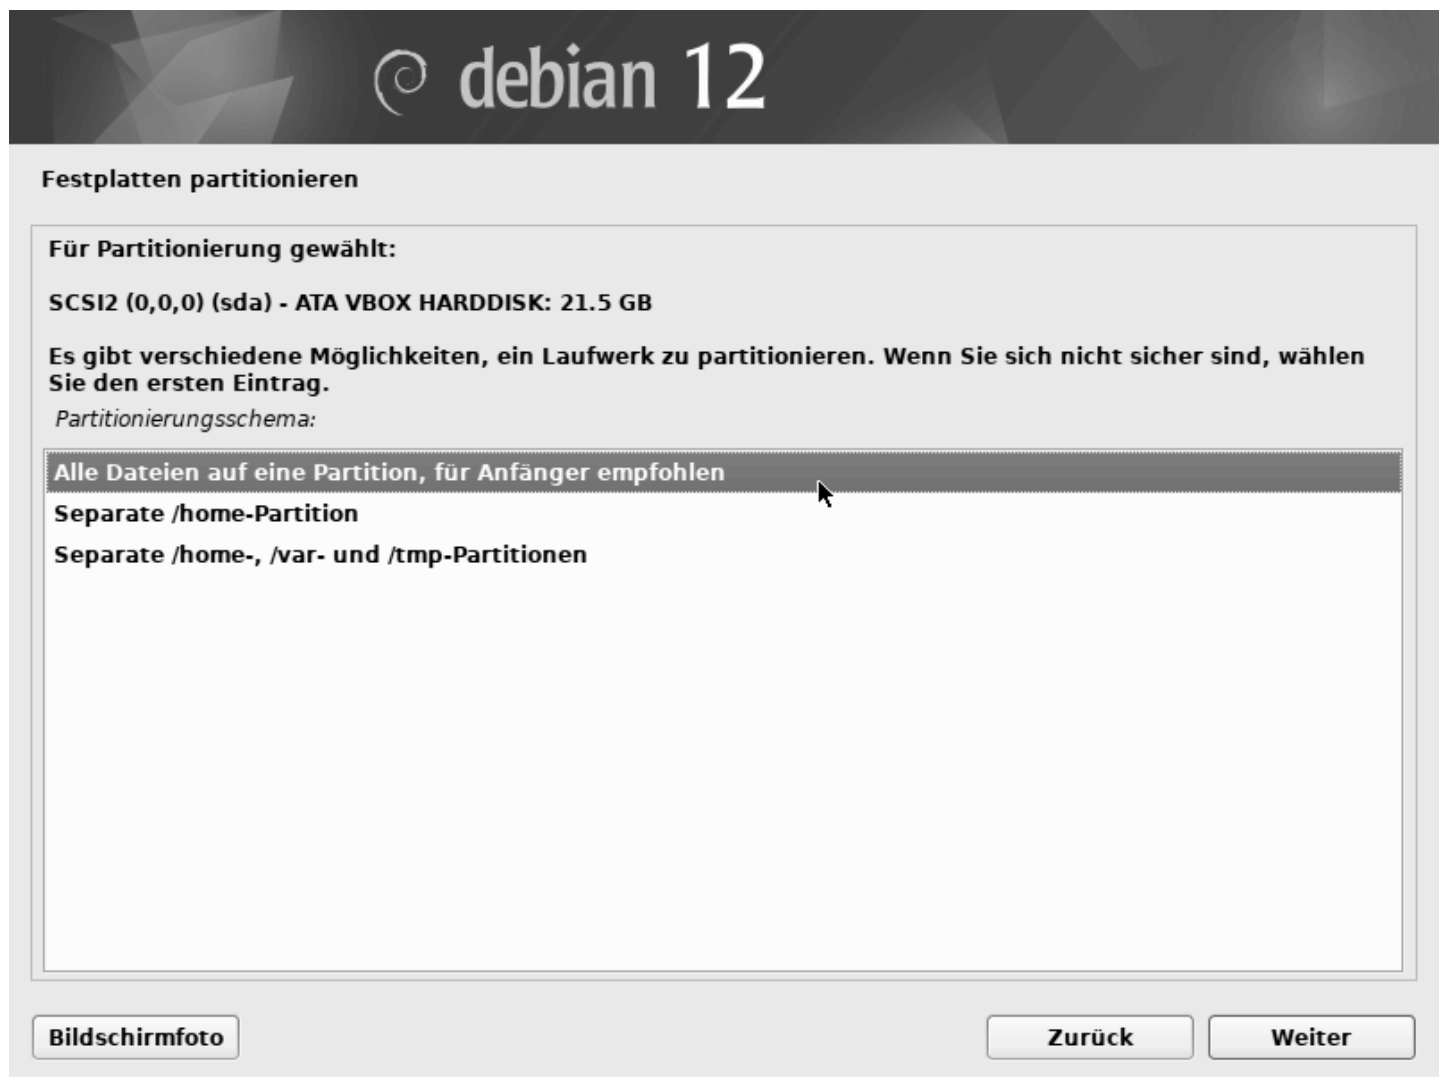 debian 12
Festplatten partitionieren
Für Partitionierung gewählt:
SCSI2 (0,0,0) (sda) - ATA VBOX HARDDISK: 21.5 GB
Es gibt verschiedene Möglichkeiten, ein Laufwerk zu partitionieren. Wenn Sie sich nicht sicher sind, wählen
Sie den ersten Eintrag.
Partitionierungsschema:
Alle Dateien auf eine Partition, für Anfänger empfohlen
Separate /home-Partition
Separate /home-, /var- und /tmp-Partitionen
Bildschirmfoto
Zurück
Weiter